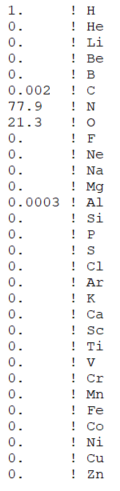 1. ! H
0. ! He
0. ! Li
0. ! Be
0. ! B
0.002 ! C
77.9 ! N
21.3 ! O
0. ! F
0. ! Ne
0. ! Na
0. ! Mg
0.0003 ! Al
0. ! Si
0. ! P
0. ! S
0. ! Cl
0. ! Ar
0. ! K
0. ! Ca
0. ! Sc
0. ! Ti
0. ! V
0. ! Cr
0. ! Mn
0. ! Fe
0. ! Co
0. ! Ni
0. ! Cu
0. ! Zn